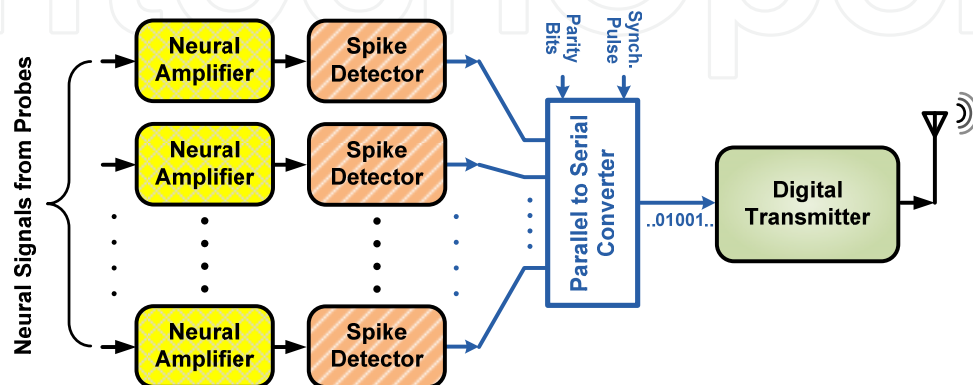 Neural Signals from Probes
Neural
Amplifier
Spike
Detector
Neural
Amplifier
Spike
Detector
Neural
Amplifier
Spike
Detector
Parity
Bits
Synch.
Pulse
Parallel to Serial
Converter
..01001..
Digital
Transmitter